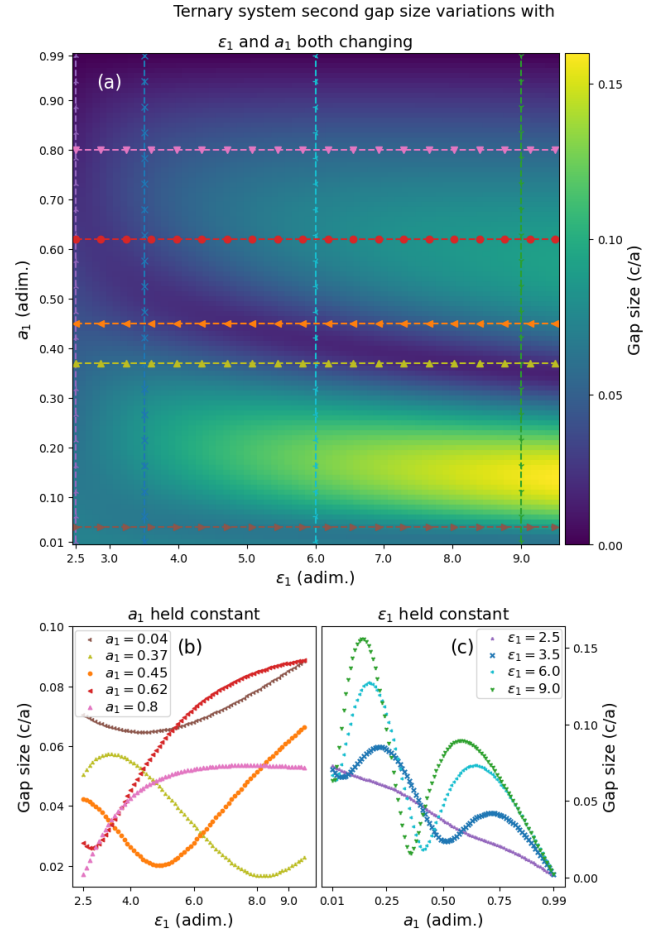 Ternary system second gap size variations with
ε₁ and a₁ both changing
(a)
0.99
0.90
0.80
0.70
0.60
0.50
0.40
0.30
0.20
0.10
0.01
a₁ (adim.)
2.5 3.0 4.0 5.0 6.0 7.0 8.0 9.0
ε₁ (adim.)
0.15
0.10
0.05
0.00
Gap size (c/a)
a₁ held constant
(b)
a₁ = 0.04
a₁ = 0.37
a₁ = 0.45
a₁ = 0.62
a₁ = 0.8
0.10
0.08
0.06
0.04
0.02
Gap size (c/a)
2.5 4.0 6.0 8.0 9.5
ε₁ (adim.)
ε₁ held constant
(c)
ε₁ = 2.5
ε₁ = 3.5
ε₁ = 6.0
ε₁ = 9.0
0.15
0.10
0.05
0.00
Gap size (c/a)
0.01 0.25 0.50 0.75 0.99
a₁ (adim.)